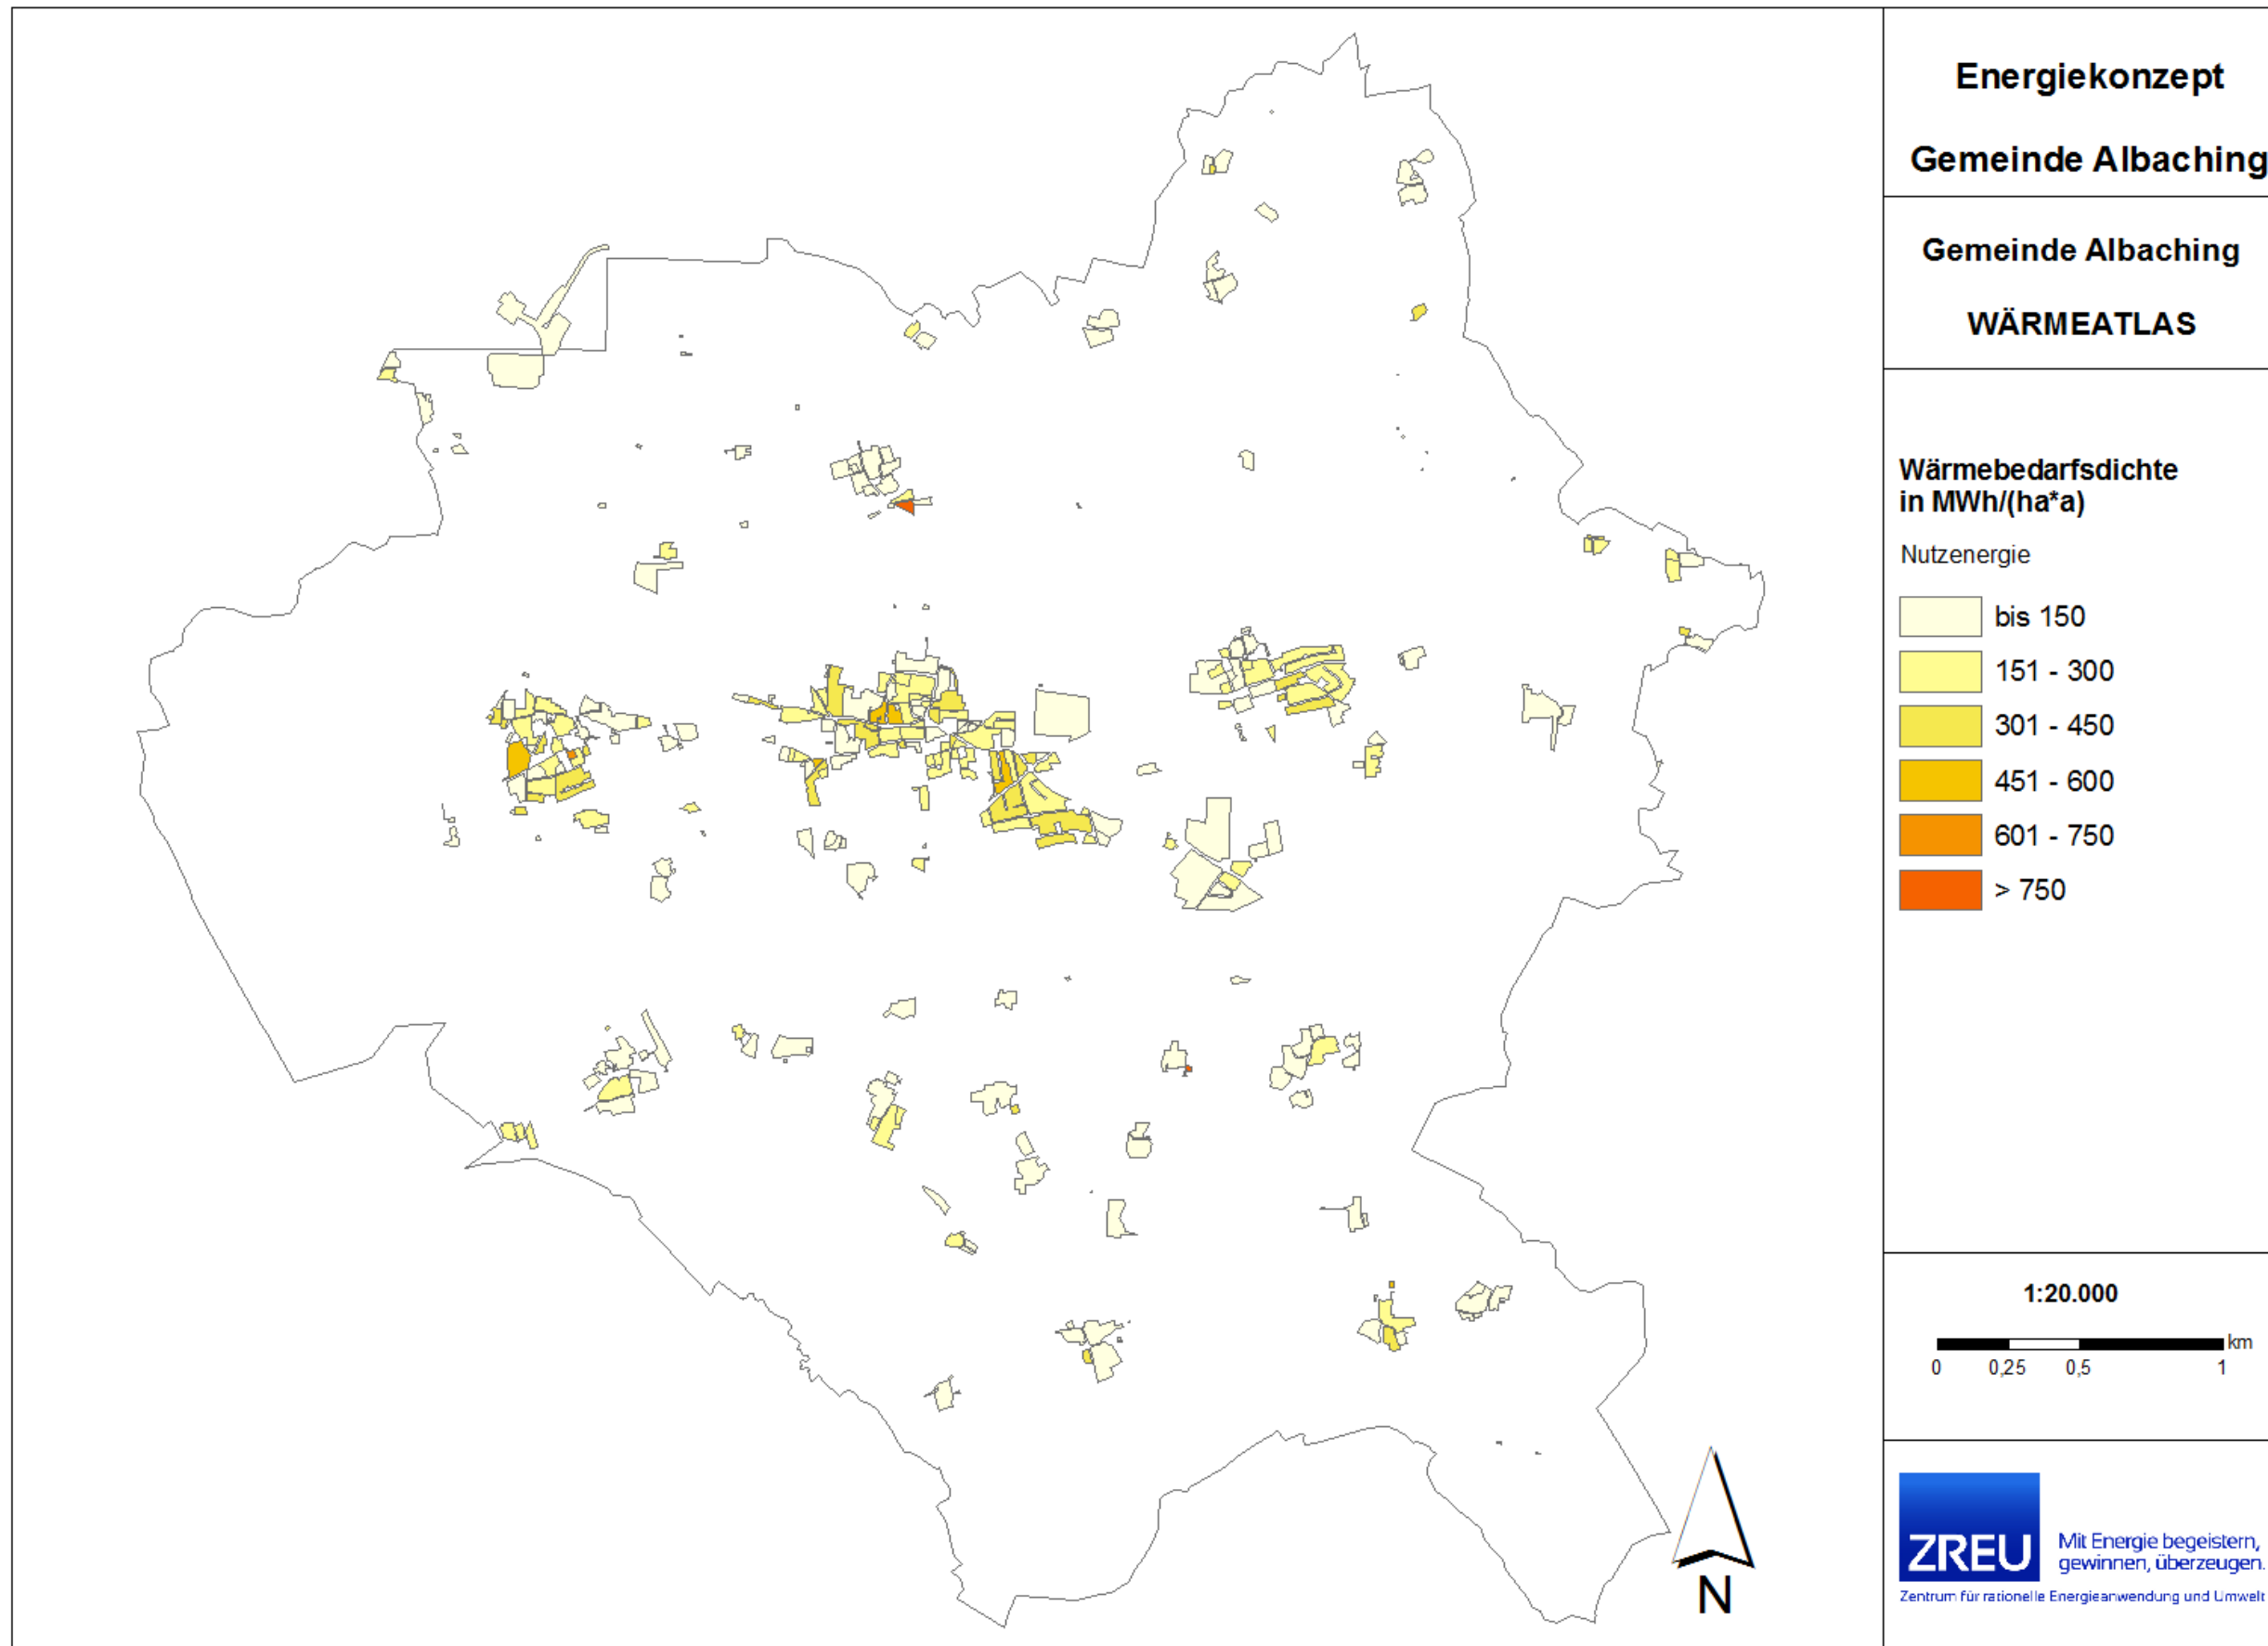 Energiekonzept
Gemeinde Albaching
Gemeinde Albaching
WÄRMEATLAS
Wärmebedarfsdichte
in MWh/(ha*a)
Nutzenergie
bis 150
151 - 300
301 - 450
451 - 600
601 - 750
> 750
1:20.000
km
0 0,25 0,5 1
N
ZREU
Mit Energie begeistern,
gewinnen, überzeugen.
Zentrum für rationelle Energieanwendung und Umwelt